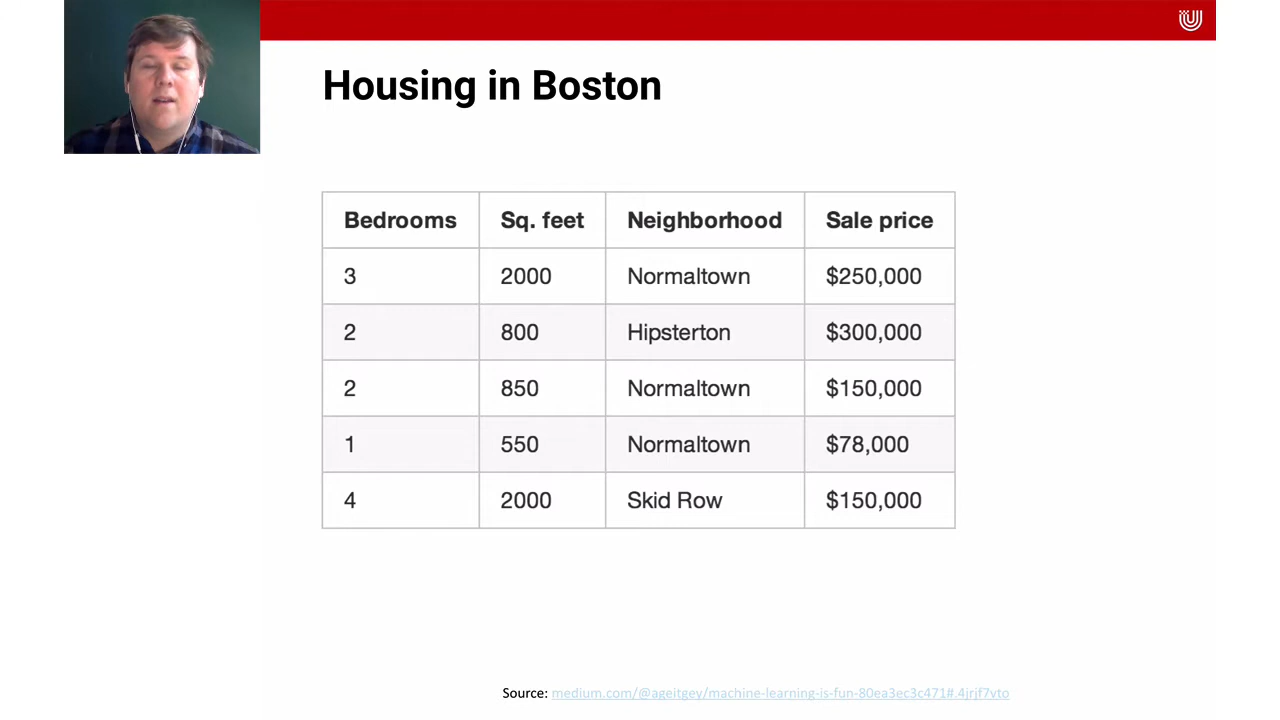 Housing in Boston
Bedrooms Sq. feet Neighborhood Sale price
3 2000 Normaltown $250,000
2 800 Hipsterton $300,000
2 850 Normaltown $150,000
1 550 Normaltown $78,000
4 2000 Skid Row $150,000
Source: medium.com/@ageitgey/machine-learning-is-fun-80ea3ec3c471#.4jrjf7vto